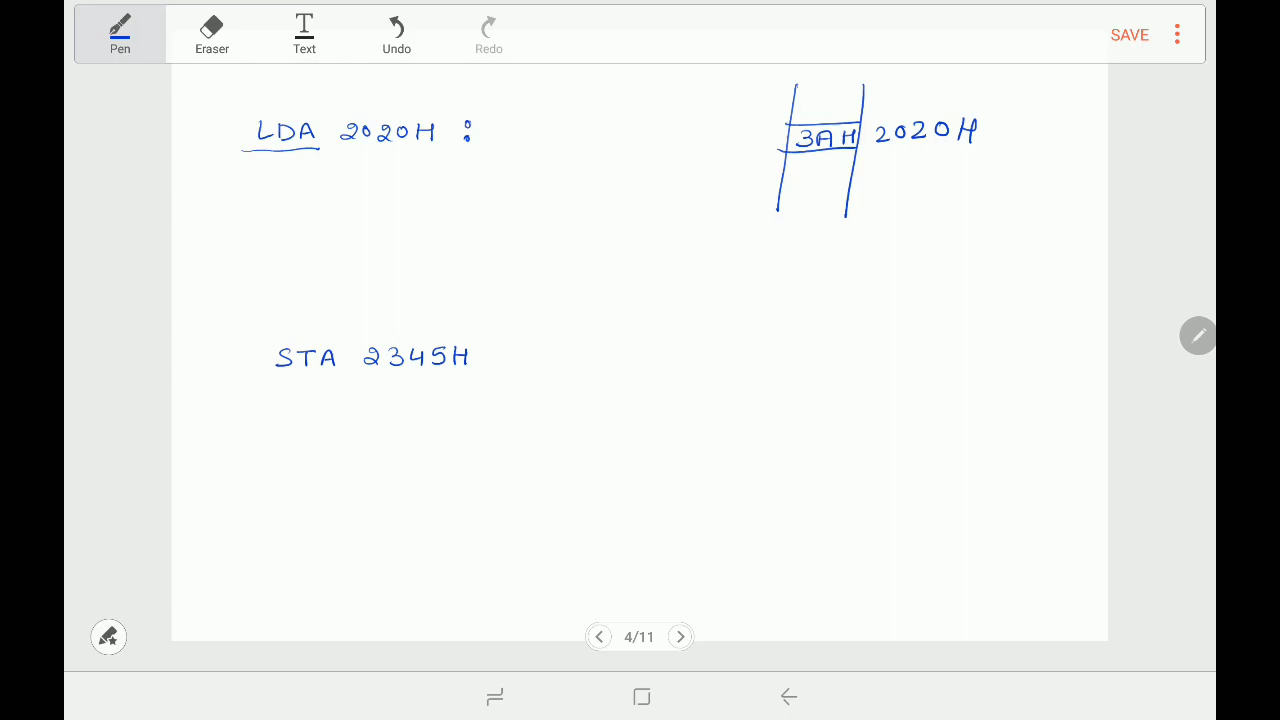 Pen
Eraser
Text
Undo
Redo
SAVE
LDA 2020H :
3AH 2020H
STA 2345H
4/11